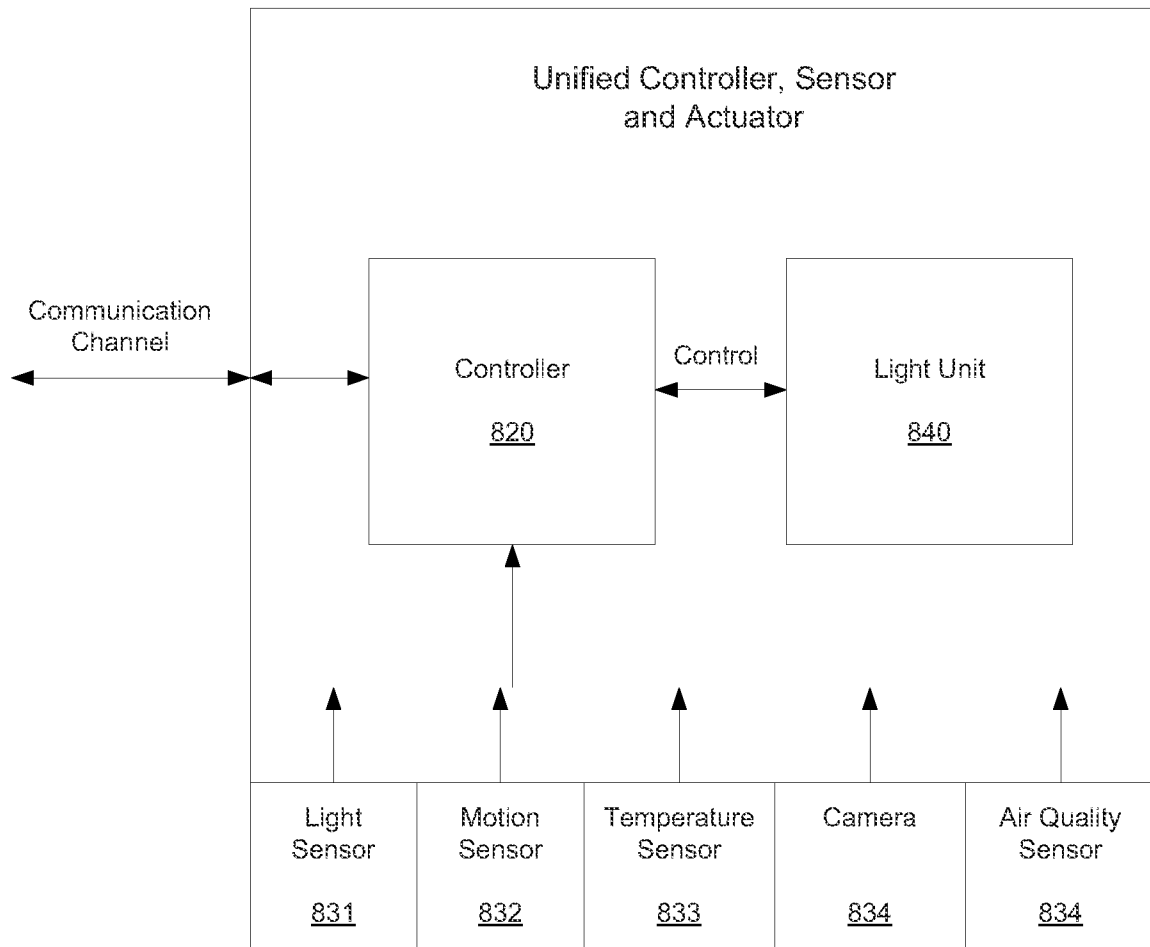 Unified Controller, Sensor
and Actuator
Communication
Channel
Controller
820
Control
Light Unit
840
Light
Sensor
831
Motion
Sensor
832
Temperature
Sensor
833
Camera
834
Air Quality
Sensor
834